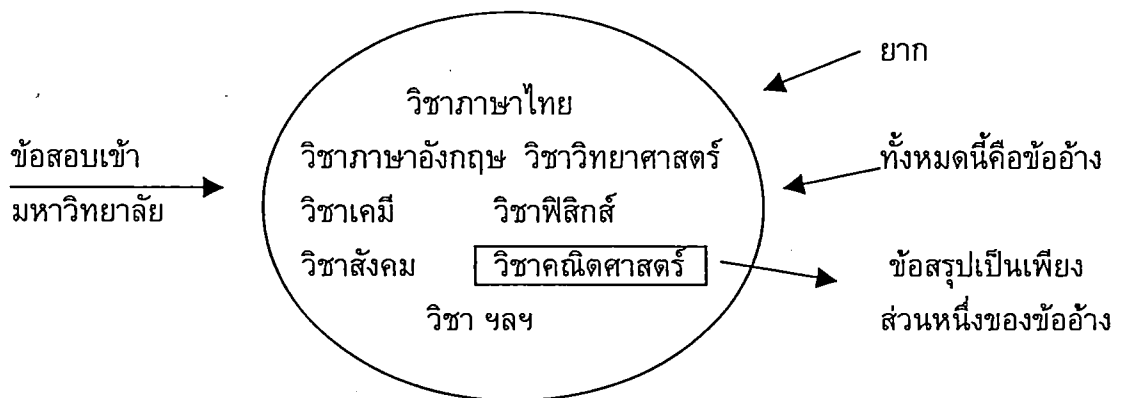 ยาก
วิชาภาษาไทย
ข้อสอบเข้า
มหาวิทยาลัย
วิชาภาษาอังกฤษ วิชาวิทยาศาสตร์
ทั้งหมดนี้คือข้ออ้าง
วิชาเคมี วิชาฟิสิกส์
วิชาสังคม วิชาคณิตศาสตร์
ข้อสรุปเป็นเพียง
ส่วนหนึ่งของข้ออ้าง
วิชา ฯลฯ